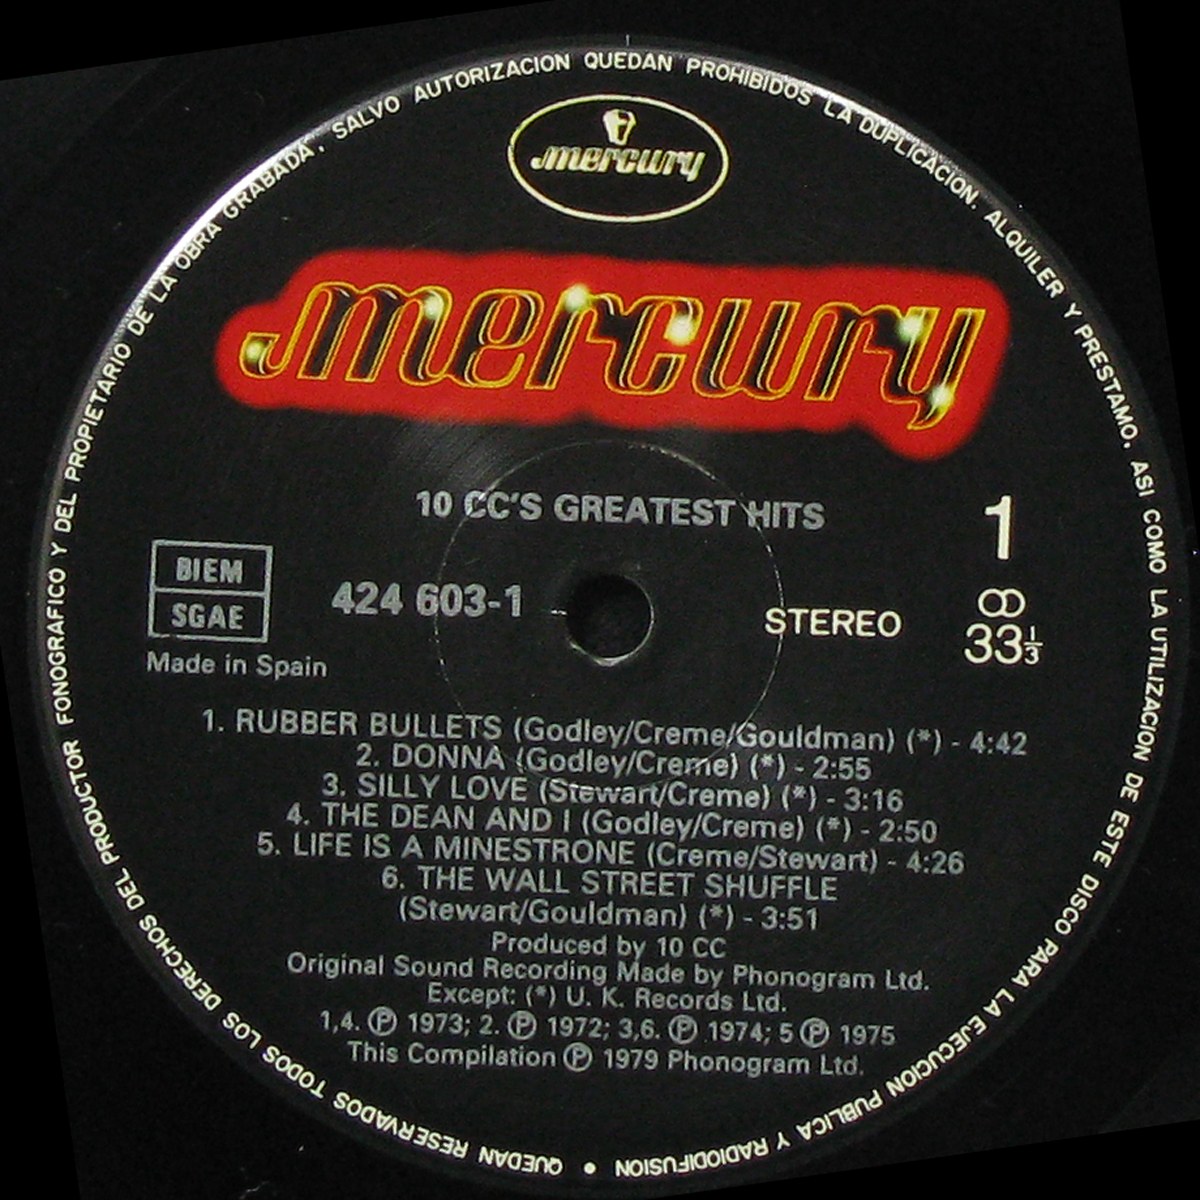 QUEDAN RESERVADOS TODOS LOS DERECHOS DEL PRODUCTOR FONOGRAFICO Y DEL PROPIETARIO DE LA OBRA GRABADA. SALVO AUTORIZACION QUEDAN PROHIBIDOS LA DUPLICACION. ALQUILER Y PRESTAMO. ASI COMO LA UTILIZACION DE ESTE DISCO PARA LA EJECUCION PUBLICA Y RADIODIFUSION •
mercury
mercury
10 CC'S GREATEST HITS
1
BIEM
SGAE
424 603-1
STEREO
33 1/3
Made in Spain
1. RUBBER BULLETS (Godley/Creme/Gouldman) (*) - 4:42
2. DONNA (Godley/Creme) (*) - 2:55
3. SILLY LOVE (Stewart/Creme) (*) - 3:16
4. THE DEAN AND I (Godley/Creme) (*) - 2:50
5. LIFE IS A MINESTRONE (Creme/Stewart) - 4:26
6. THE WALL STREET SHUFFLE
(Stewart/Gouldman) (*) - 3:51
Produced by 10 CC
Original Sound Recording Made by Phonogram Ltd.
Except: (*) U. K. Records Ltd.
1,4. ℗ 1973; 2. ℗ 1972; 3,6. ℗ 1974; 5 ℗ 1975
This Compilation ℗ 1979 Phonogram Ltd.